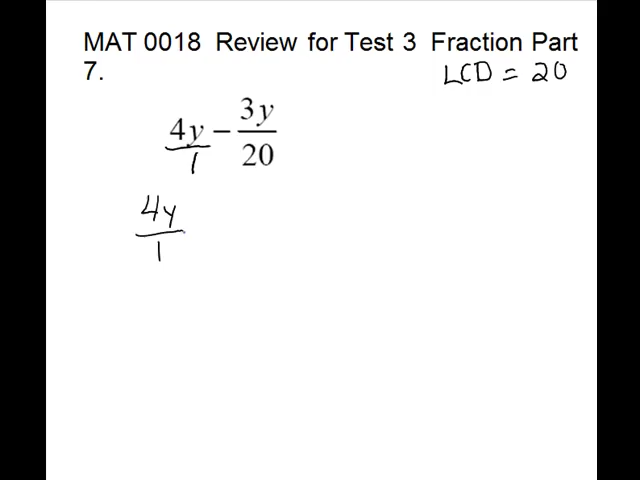 MAT 0018 Review for Test 3 Fraction Part
7. LCD = 20
4y/1 − 3y/20
4y/1